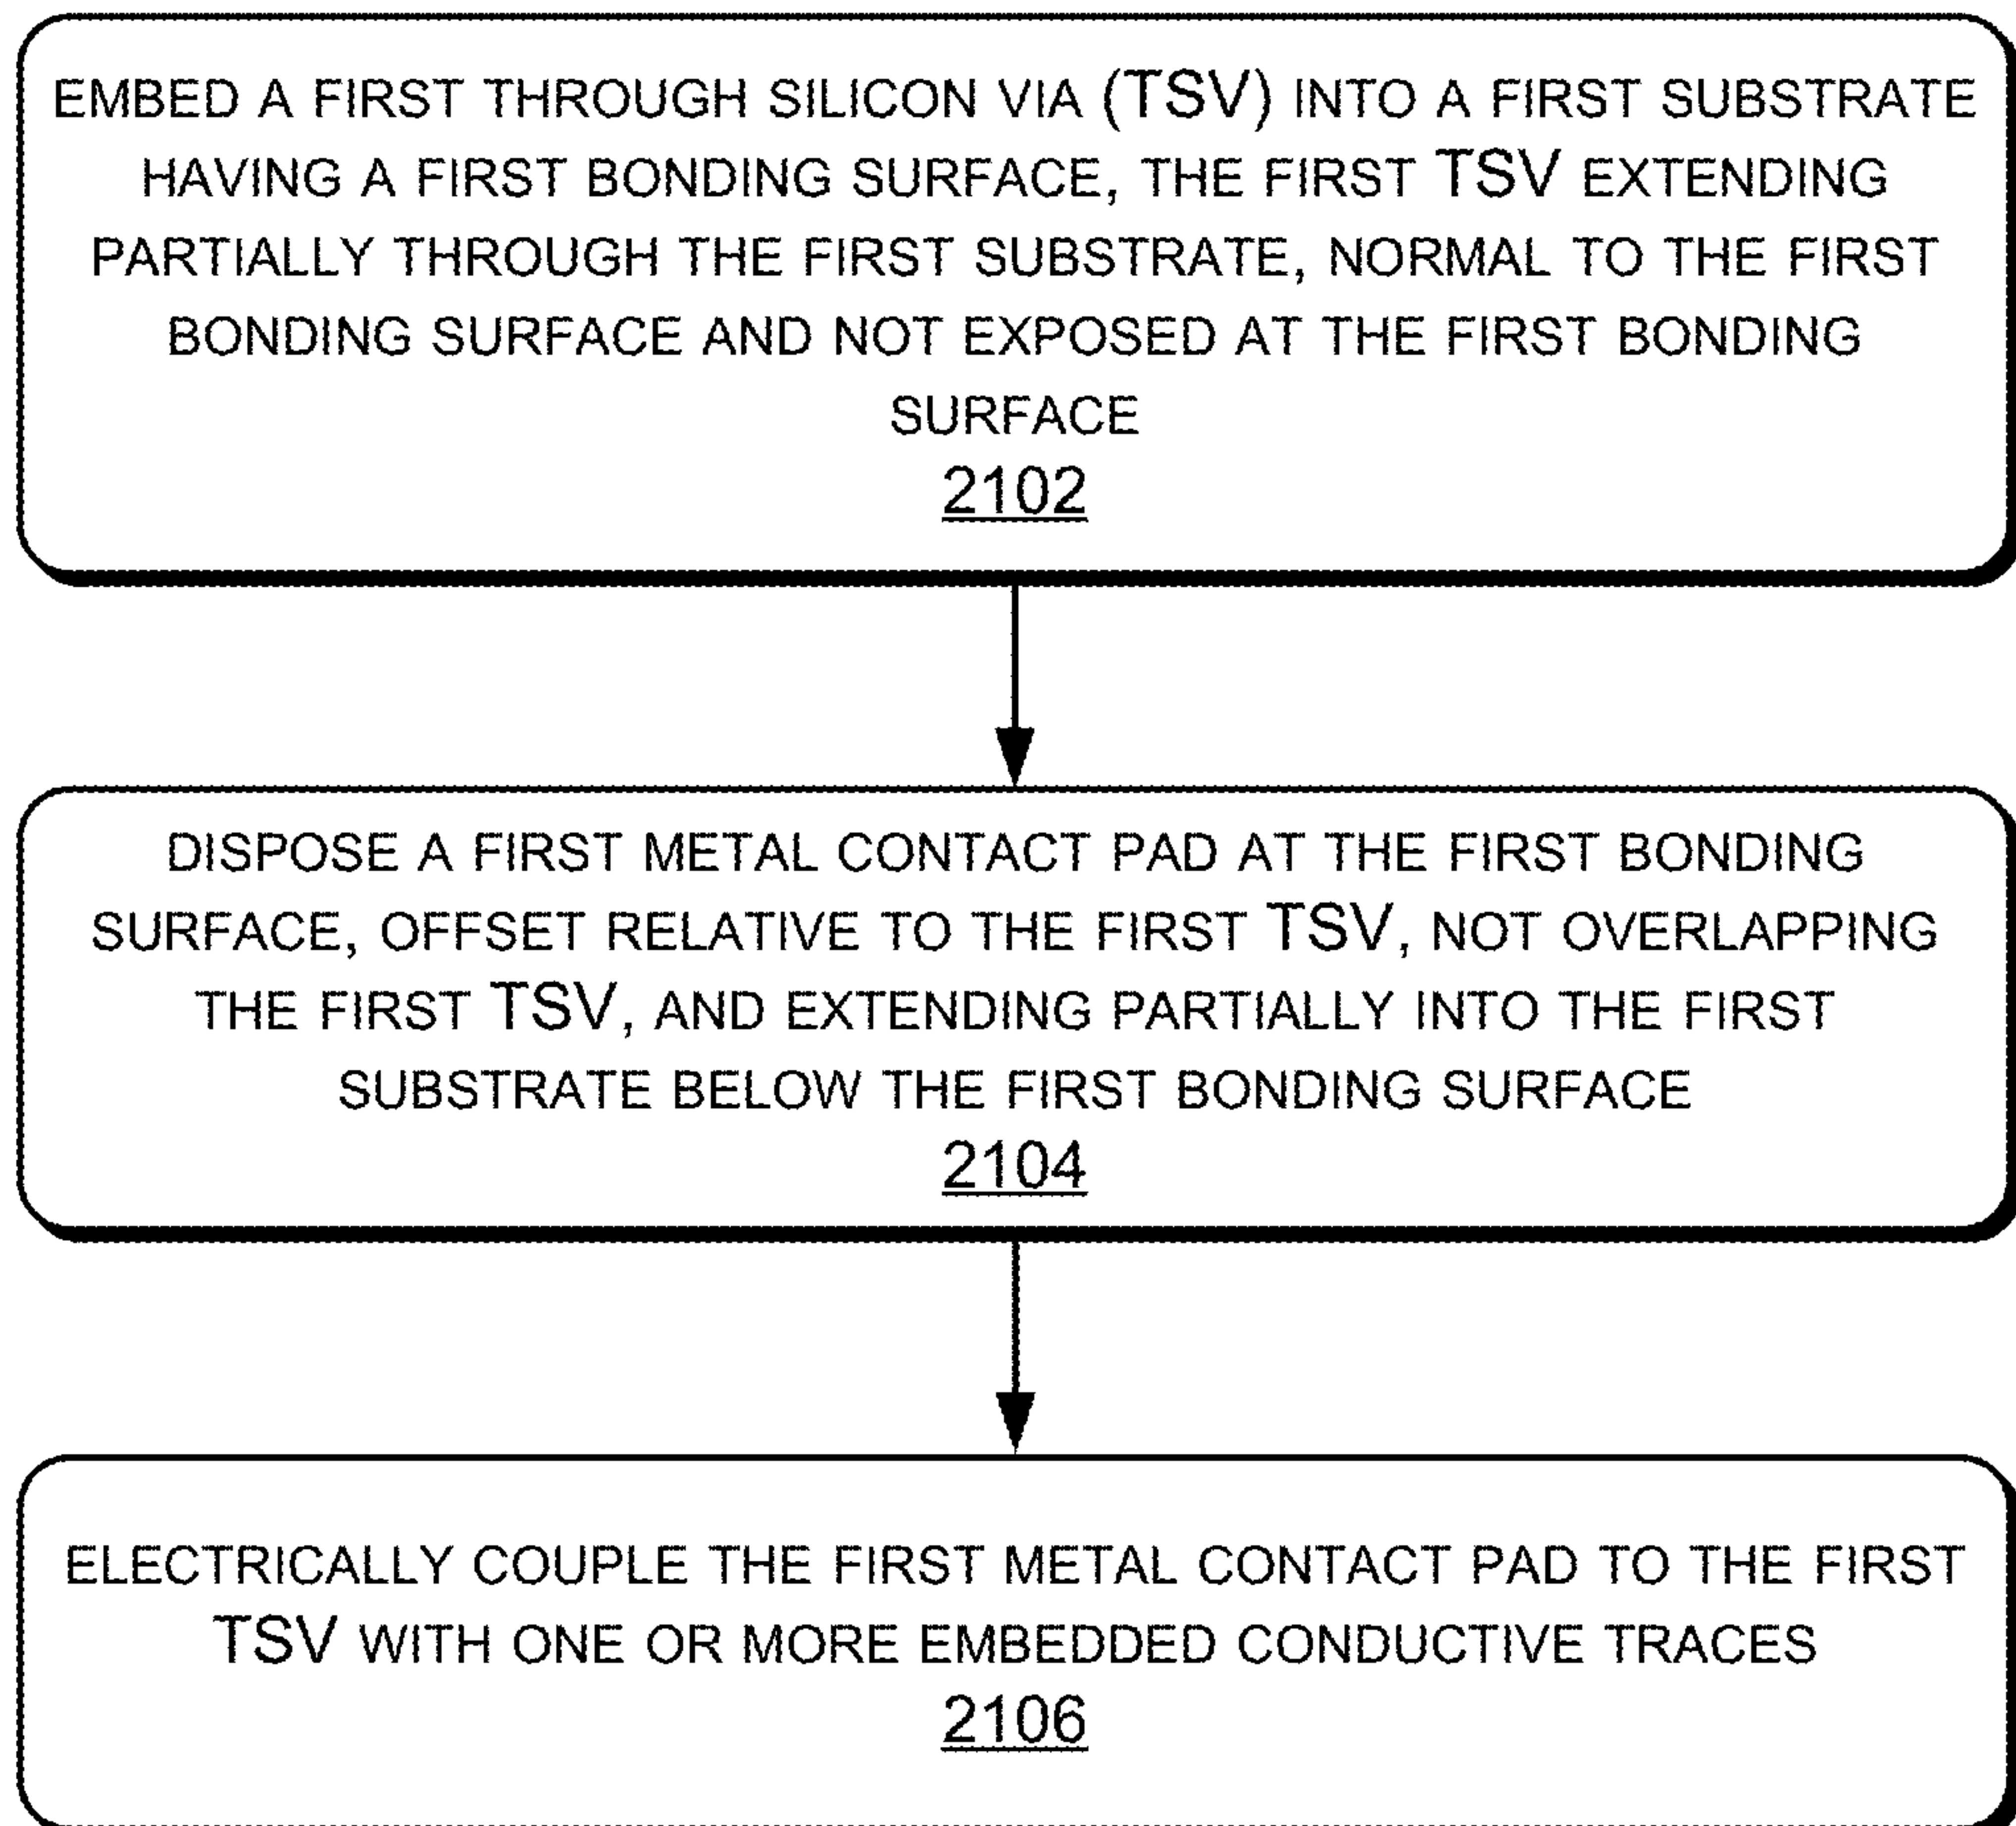 EMBED A FIRST THROUGH SILICON VIA (TSV) INTO A FIRST SUBSTRATE
HAVING A FIRST BONDING SURFACE, THE FIRST TSV EXTENDING
PARTIALLY THROUGH THE FIRST SUBSTRATE, NORMAL TO THE FIRST
BONDING SURFACE AND NOT EXPOSED AT THE FIRST BONDING
SURFACE
2102
DISPOSE A FIRST METAL CONTACT PAD AT THE FIRST BONDING
SURFACE, OFFSET RELATIVE TO THE FIRST TSV, NOT OVERLAPPING
THE FIRST TSV, AND EXTENDING PARTIALLY INTO THE FIRST
SUBSTRATE BELOW THE FIRST BONDING SURFACE
2104
ELECTRICALLY COUPLE THE FIRST METAL CONTACT PAD TO THE FIRST
TSV WITH ONE OR MORE EMBEDDED CONDUCTIVE TRACES
2106